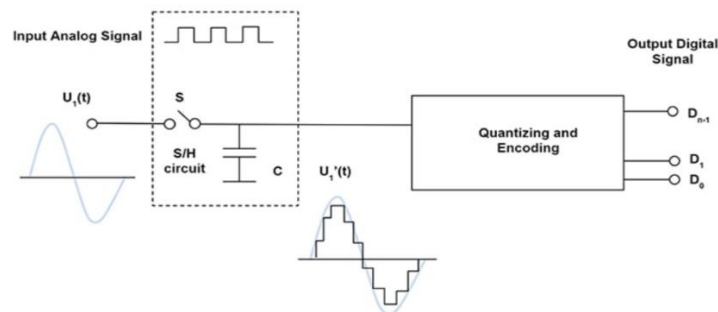 Input Analog Signal
Output Digital
Signal
U₁(t)
S
S/H
circuit
C
U₁'(t)
Quantizing and
Encoding
Dₙ₋₁
D₁
D₀